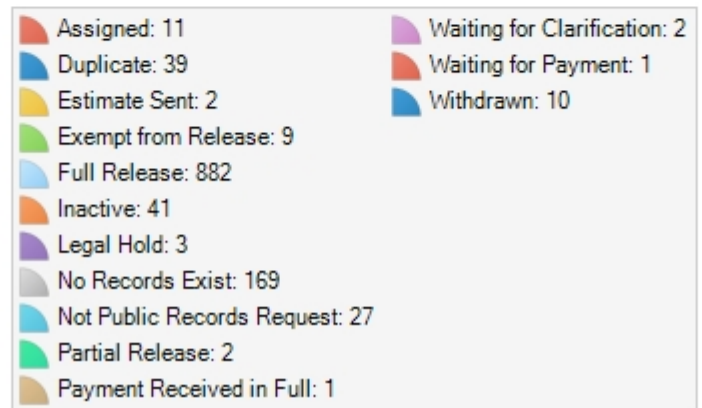 Assigned: 11
Duplicate: 39
Estimate Sent: 2
Exempt from Release: 9
Full Release: 882
Inactive: 41
Legal Hold: 3
No Records Exist: 169
Not Public Records Request: 27
Partial Release: 2
Payment Received in Full: 1
Waiting for Clarification: 2
Waiting for Payment: 1
Withdrawn: 10